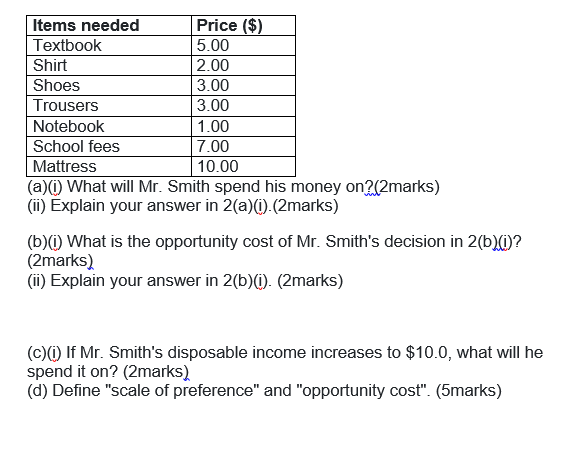 Items needed Price ($)
Textbook 5.00
Shirt 2.00
Shoes 3.00
Trousers 3.00
Notebook 1.00
School fees 7.00
Mattress 10.00
(a)(i) What will Mr. Smith spend his money on?(2marks)
(ii) Explain your answer in 2(a)(i).(2marks)
(b)(i) What is the opportunity cost of Mr. Smith's decision in 2(b)(i)?
(2marks)
(ii) Explain your answer in 2(b)(i). (2marks)
(c)(i) If Mr. Smith's disposable income increases to $10.0, what will he
spend it on? (2marks)
(d) Define "scale of preference" and "opportunity cost". (5marks)